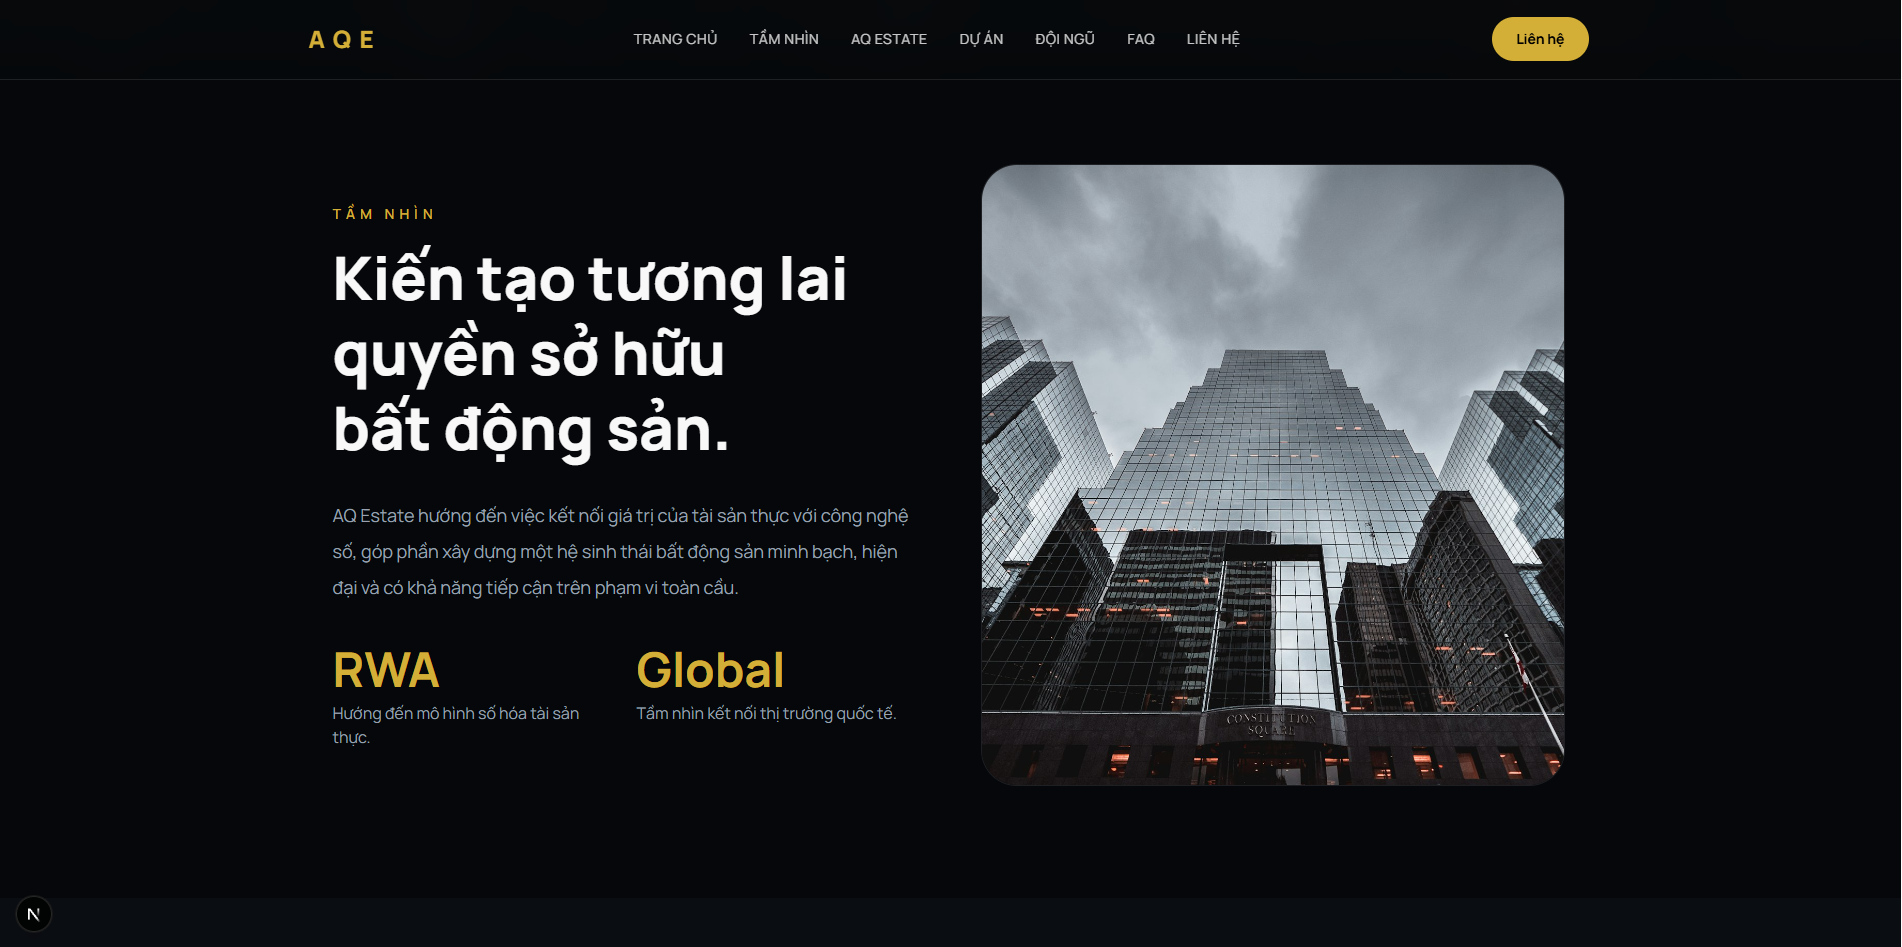 AQE
TRANG CHỦ
TẦM NHÌN
AQ ESTATE
DỰ ÁN
ĐỘI NGŨ
FAQ
LIÊN HỆ
Liên hệ
TẦM NHÌN
Kiến tạo tương lai
quyền sở hữu
bất động sản.
AQ Estate hướng đến việc kết nối giá trị của tài sản thực với công nghệ
số, góp phần xây dựng một hệ sinh thái bất động sản minh bạch, hiện
đại và có khả năng tiếp cận trên phạm vi toàn cầu.
RWA
Hướng đến mô hình số hóa tài sản
thực.
Global
Tầm nhìn kết nối thị trường quốc tế.
CONSTITUTION
SQUARE
N